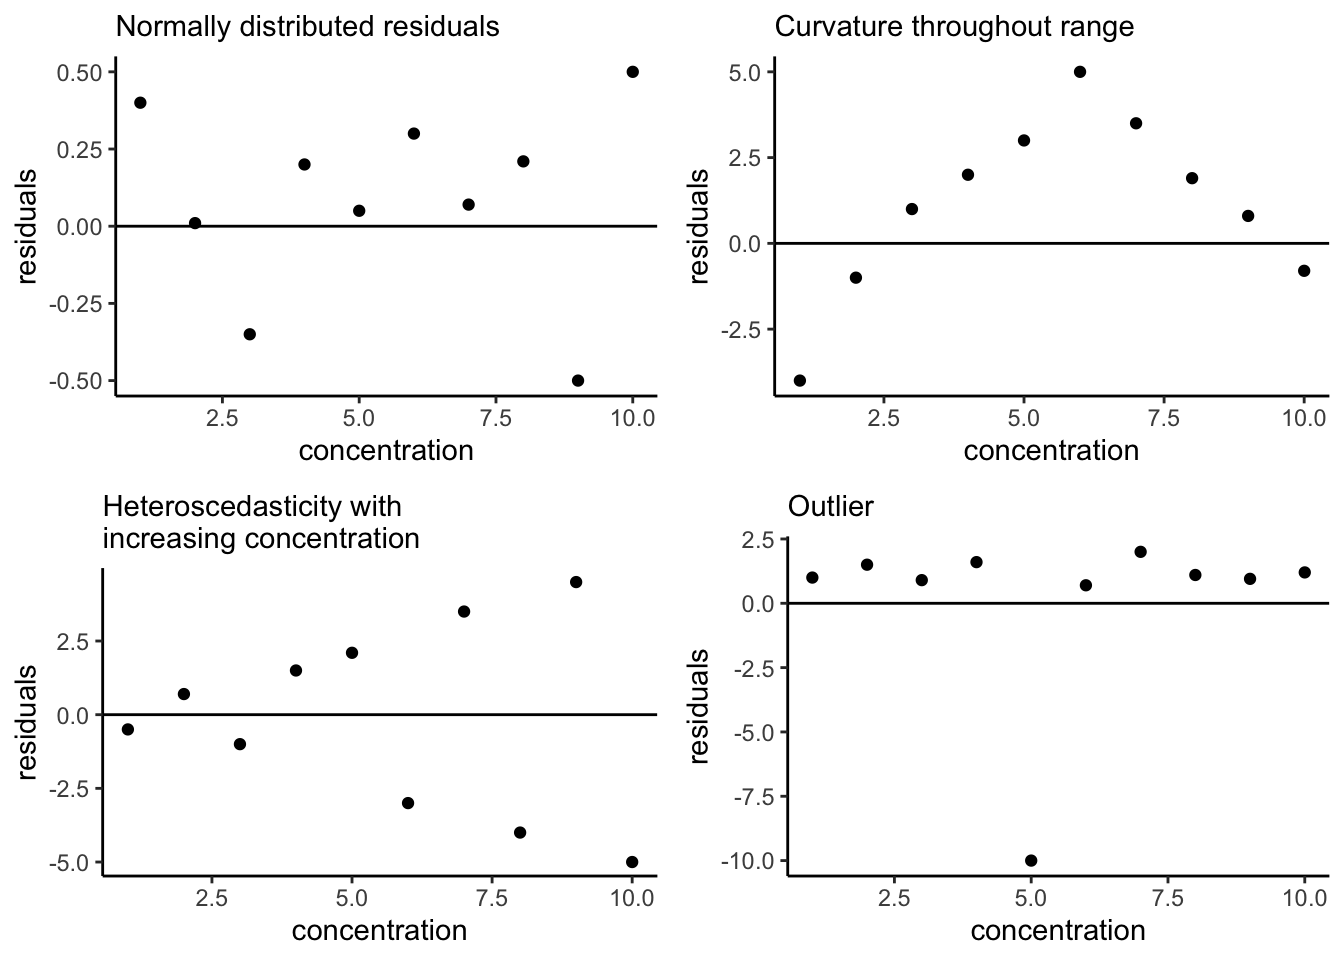 Normally distributed residuals
0.50
0.25
0.00
-0.25
-0.50
residuals
2.5 5.0 7.5 10.0
concentration
Curvature throughout range
5.0
2.5
0.0
-2.5
residuals
2.5 5.0 7.5 10.0
concentration
Heteroscedasticity with
increasing concentration
2.5
0.0
-2.5
-5.0
residuals
2.5 5.0 7.5 10.0
concentration
Outlier
2.5
0.0
-2.5
-5.0
-7.5
-10.0
residuals
2.5 5.0 7.5 10.0
concentration